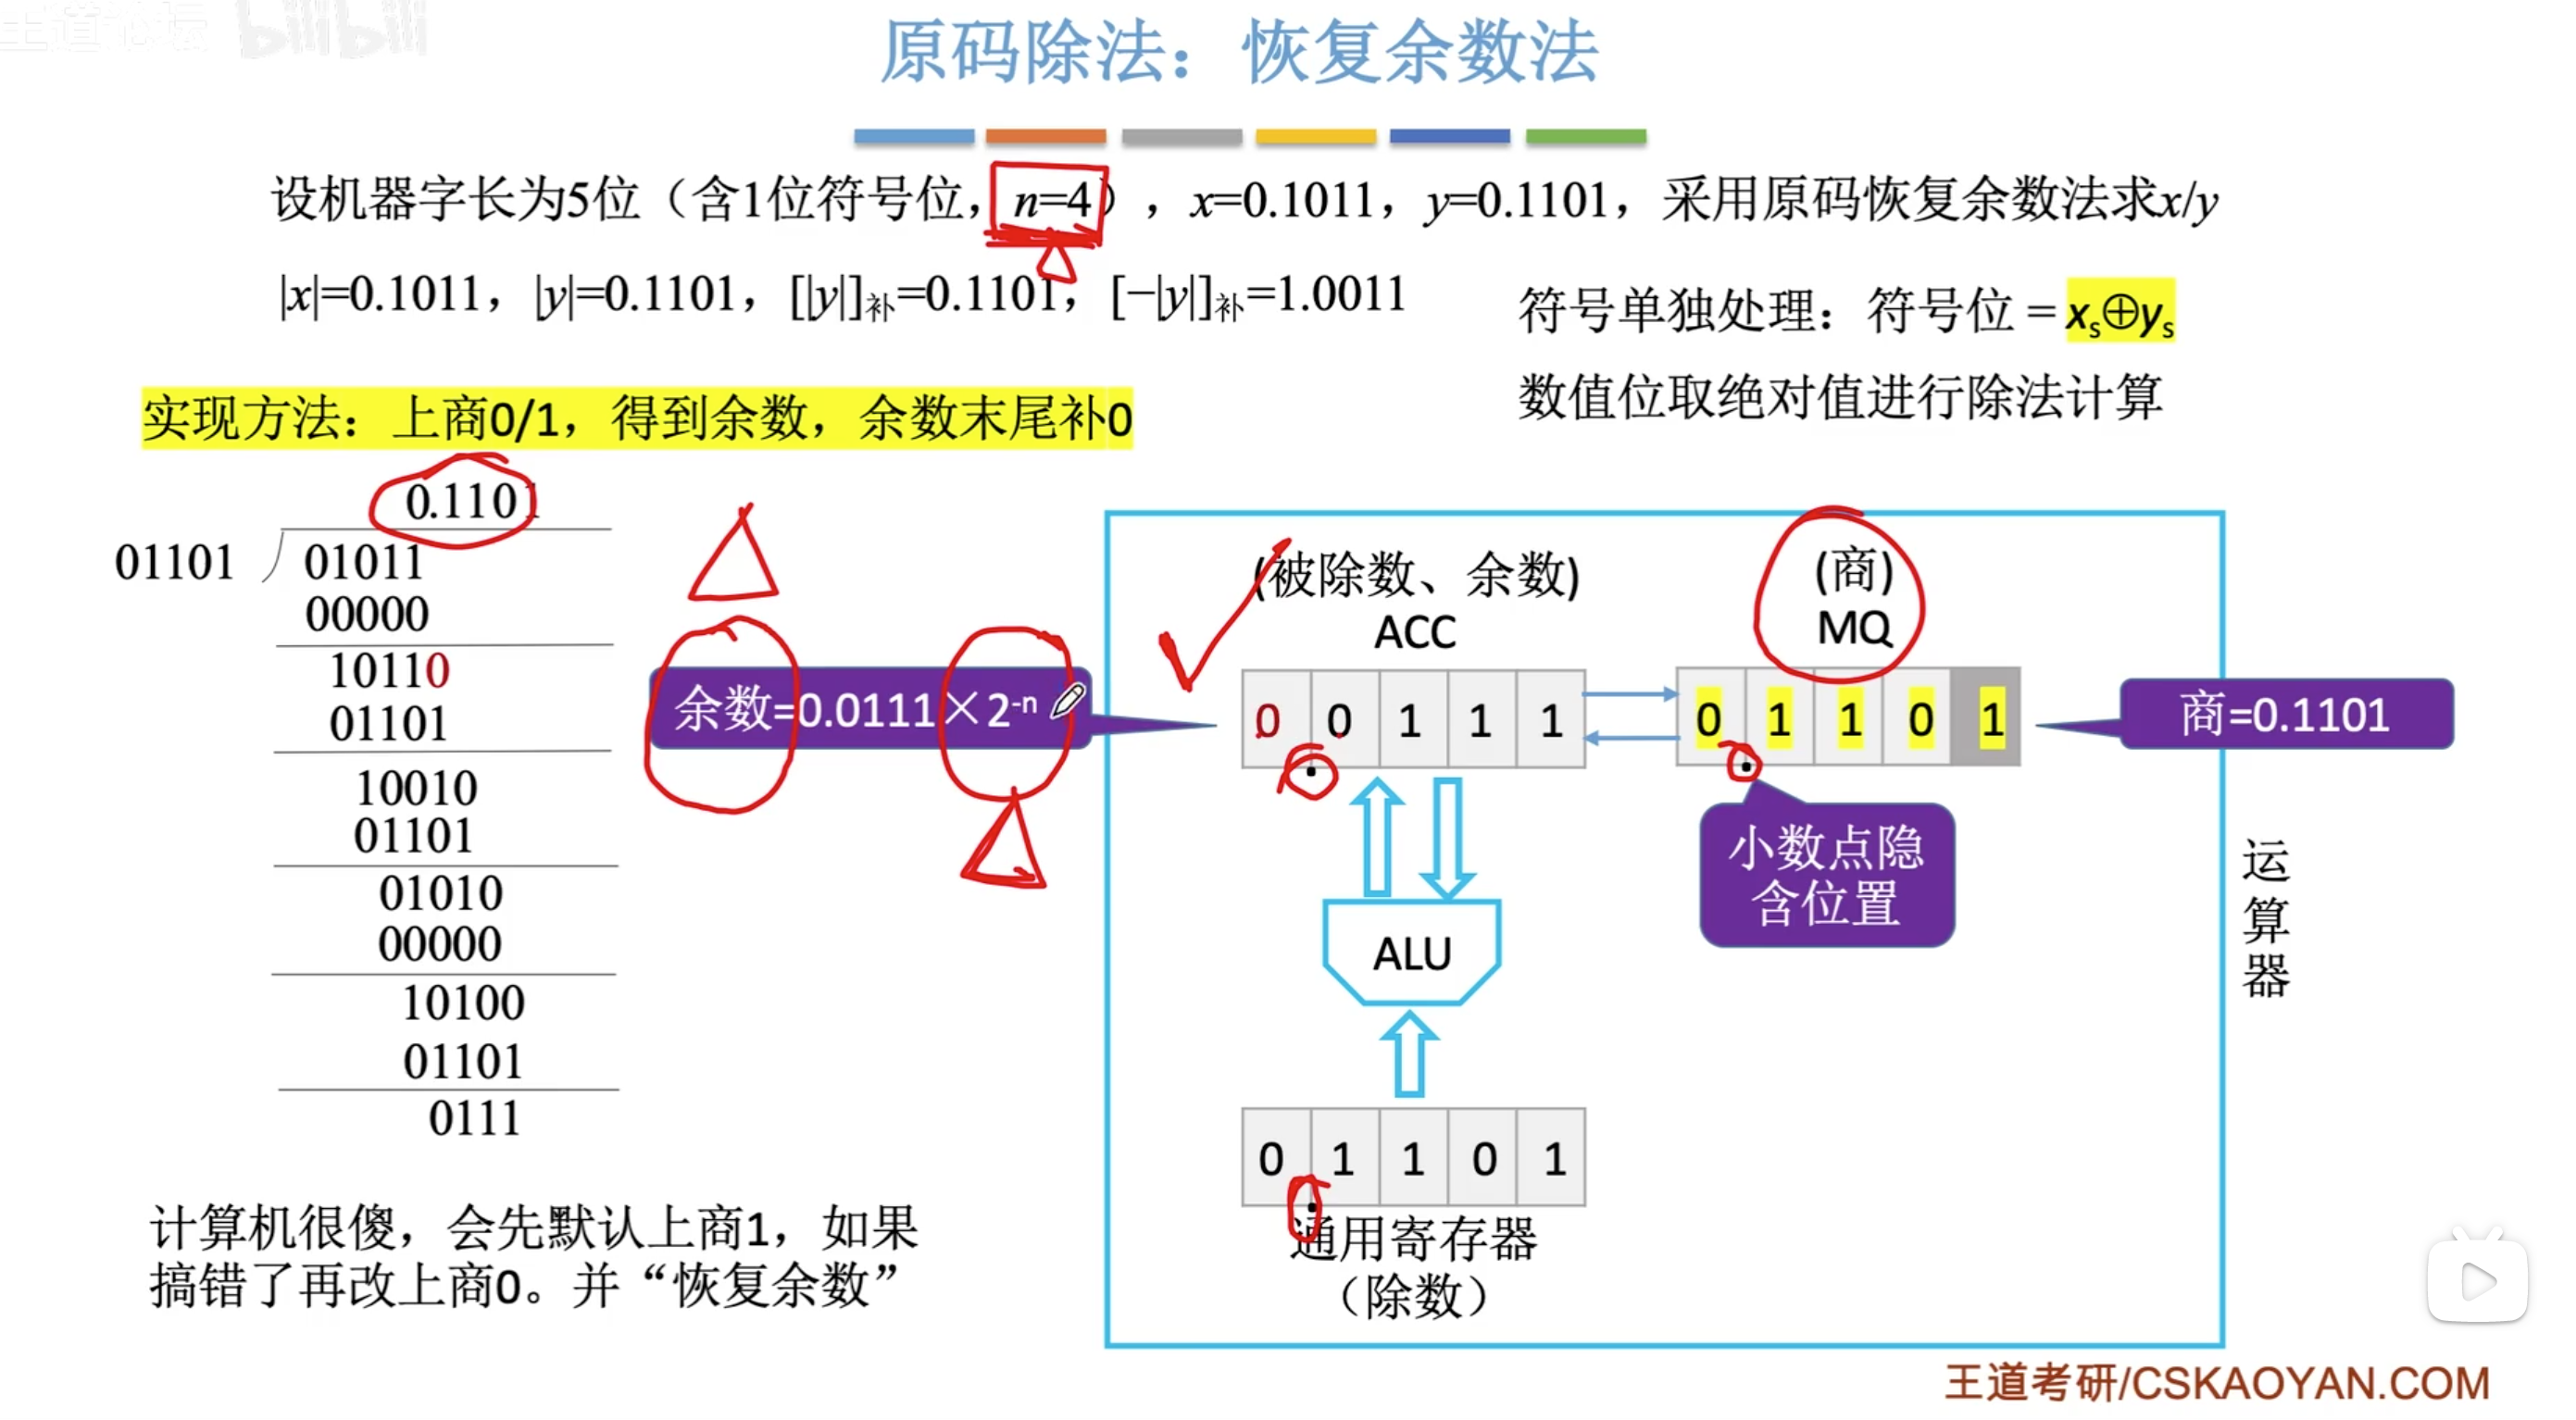 王道论坛 bilibili
原码除法：恢复余数法
设机器字长为5位（含1位符号位，n=4），x=0.1011，y=0.1101，采用原码恢复余数法求x/y
|x|=0.1011，|y|=0.1101，[|y|]补=0.1101，[−|y|]补=1.0011
符号单独处理：符号位 = xs⊕ys
数值位取绝对值进行除法计算
实现方法：上商0/1，得到余数，余数末尾补0
0.1101
01101
01011
00000
10110
01101
10010
01101
01010
00000
10100
01101
0111
计算机很傻，会先默认上商1，如果
搞错了再改上商0。并“恢复余数”
余数=0.0111×2-n
(被除数、余数)
ACC
0 0 1 1 1
(商)
MQ
0 1 1 0 1
商=0.1101
小数点隐
含位置
ALU
0 1 1 0 1
通用寄存器
（除数）
运算器
王道考研/CSKAOYAN.COM